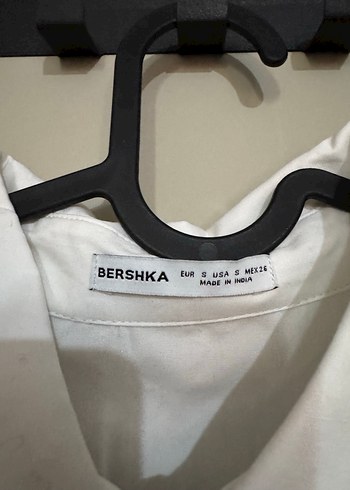 BERSHKA
EUR S USA S MEX 26
MADE IN INDIA